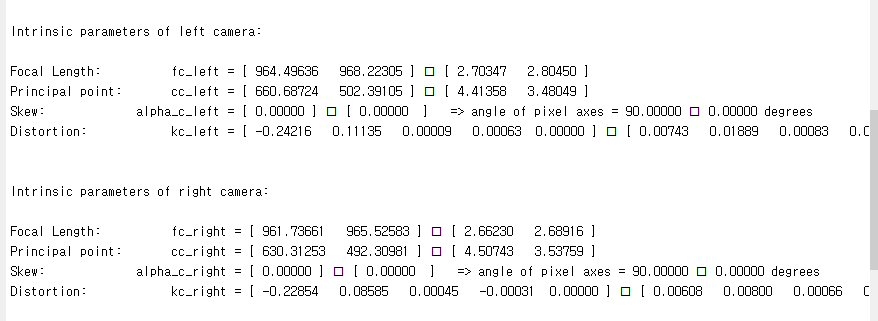 Intrinsic parameters of left camera:
Focal Length: fc_left = [ 964.49636 968.22305 ] □ [ 2.70347 2.80450 ]
Principal point: cc_left = [ 660.68724 502.39105 ] □ [ 4.41358 3.48049 ]
Skew: alpha_c_left = [ 0.00000 ] □ [ 0.00000 ] => angle of pixel axes = 90.00000 □ 0.00000 degrees
Distortion: kc_left = [ -0.24216 0.11135 0.00009 0.00063 0.00000 ] □ [ 0.00743 0.01889 0.00083 0.0
Intrinsic parameters of right camera:
Focal Length: fc_right = [ 961.73661 965.52583 ] □ [ 2.66230 2.68916 ]
Principal point: cc_right = [ 630.31253 492.30981 ] □ [ 4.50743 3.53759 ]
Skew: alpha_c_right = [ 0.00000 ] □ [ 0.00000 ] => angle of pixel axes = 90.00000 □ 0.00000 degrees
Distortion: kc_right = [ -0.22854 0.08585 0.00045 -0.00031 0.00000 ] □ [ 0.00608 0.00800 0.00066